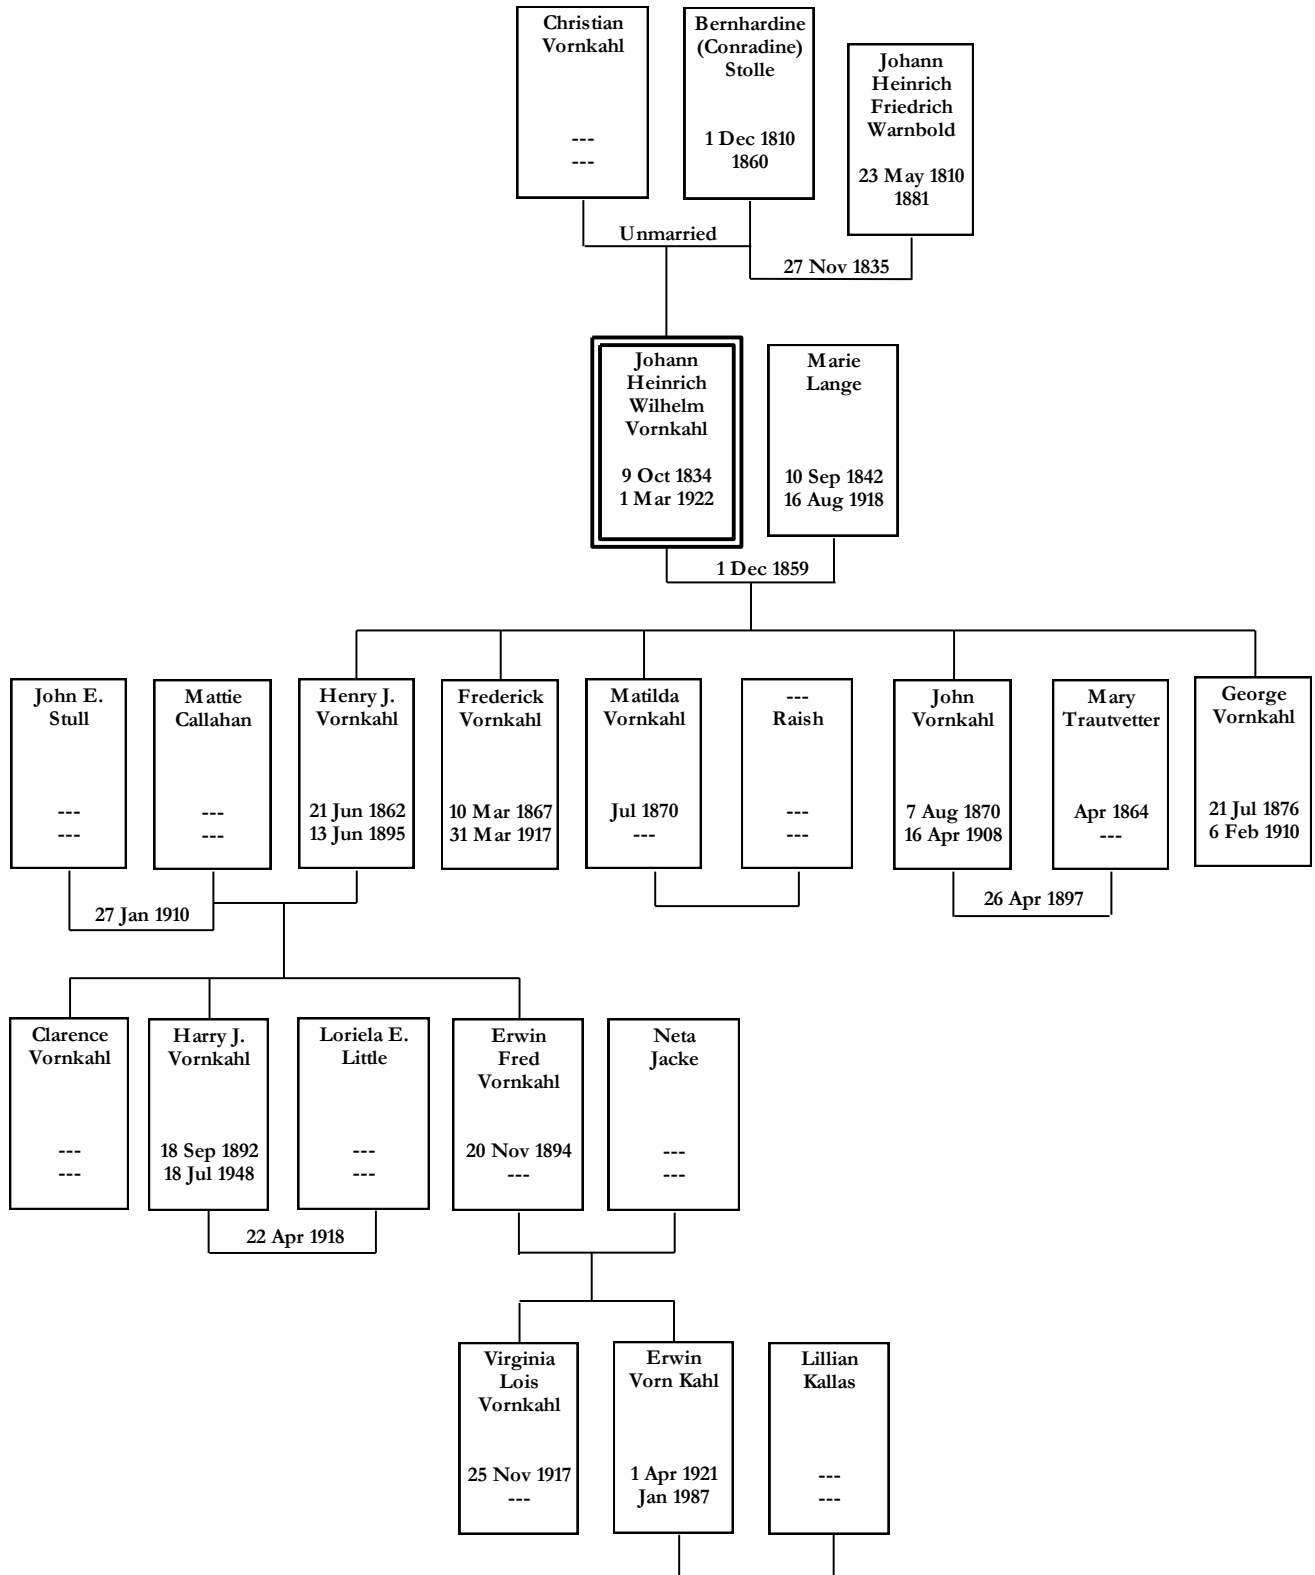 Christian
Vornkahl
---
---
Bernhardine
(Conradine)
Stolle
1 Dec 1810
1860
Johann
Heinrich
Friedrich
Warnbold
23 May 1810
1881
Unmarried
27 Nov 1835
Johann
Heinrich
Wilhelm
Vornkahl
9 Oct 1834
1 Mar 1922
Marie
Lange
10 Sep 1842
16 Aug 1918
1 Dec 1859
John E.
Stull
---
---
Mattie
Callahan
---
---
Henry J.
Vornkahl
21 Jun 1862
13 Jun 1895
Frederick
Vornkahl
10 Mar 1867
31 Mar 1917
Matilda
Vornkahl
Jul 1870
---
---
Raish
---
---
John
Vornkahl
7 Aug 1870
16 Apr 1908
Mary
Trautvetter
Apr 1864
---
George
Vornkahl
21 Jul 1876
6 Feb 1910
27 Jan 1910
26 Apr 1897
Clarence
Vornkahl
---
---
Harry J.
Vornkahl
18 Sep 1892
18 Jul 1948
Loriela E.
Little
---
---
Erwin
Fred
Vornkahl
20 Nov 1894
---
Neta
Jacke
---
---
22 Apr 1918
Virginia
Lois
Vornkahl
25 Nov 1917
---
Erwin
Vorn Kahl
1 Apr 1921
Jan 1987
Lillian
Kallas
---
---